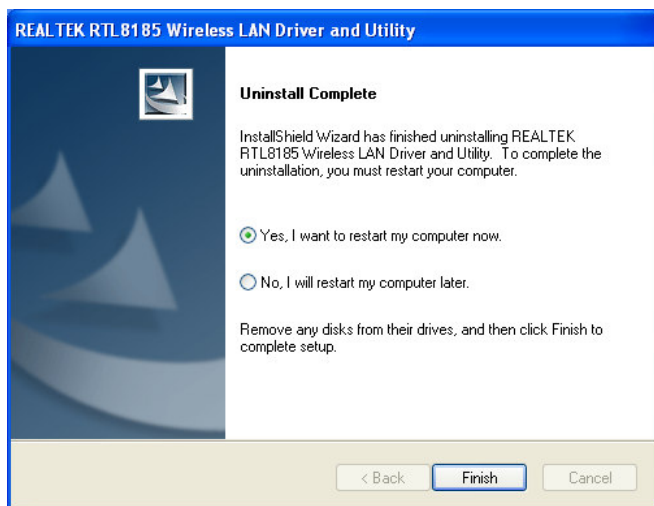 REALTEK RTL8185 Wireless LAN Driver and Utility
Uninstall Complete
InstallShield Wizard has finished uninstalling REALTEK
RTL8185 Wireless LAN Driver and Utility. To complete the
uninstallation, you must restart your computer.
Yes, I want to restart my computer now.
No, I will restart my computer later.
Remove any disks from their drives, and then click Finish to
complete setup.
< Back Finish Cancel